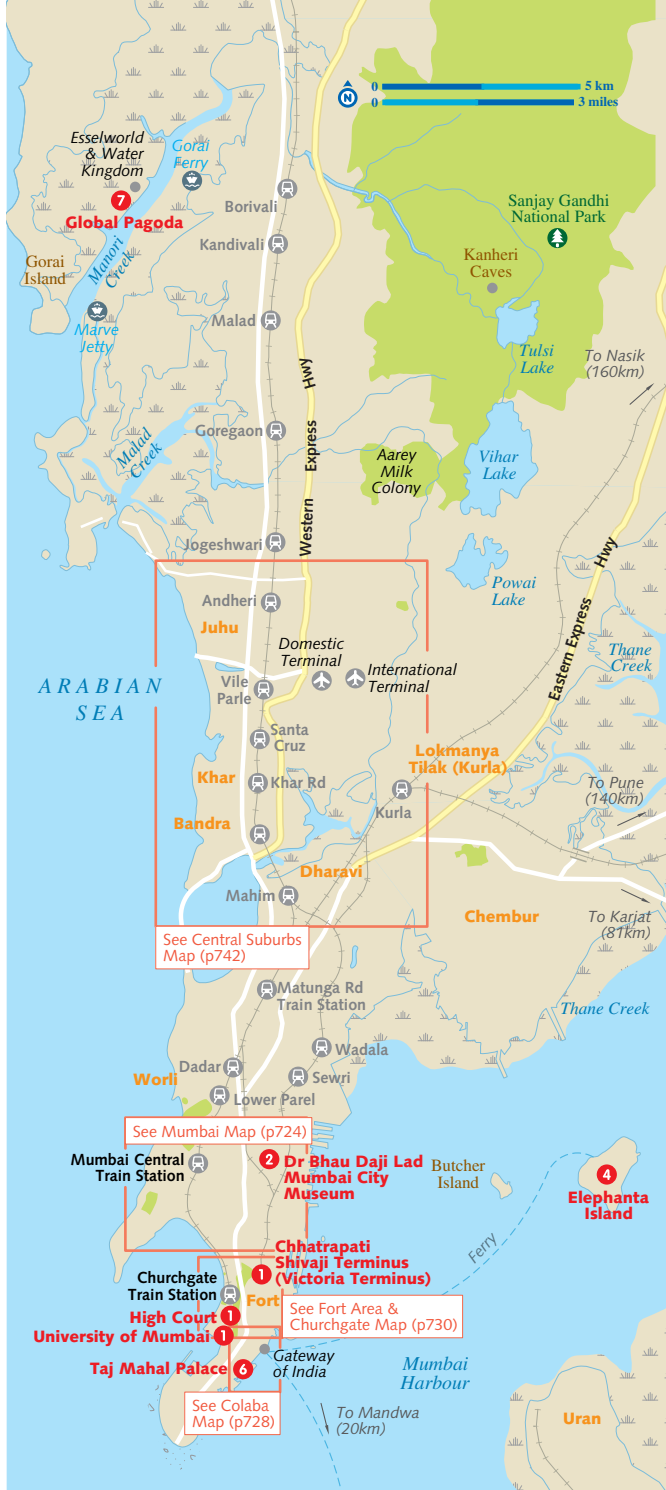 0
5 km
N
0
3 miles
Esselworld
& Water
Kingdom
Gorai
Ferry
7
Global Pagoda
Borivali
Sanjay Gandhi
National Park
Kandivali
Kanheri
Caves
Gorai
Island
Manori
Creek
Marve
Jetty
Malad
Tulsi
Lake
To Nasik
(160km)
Western Express Hwy
Goregaon
Malad
Creek
Aarey
Milk
Colony
Vihar
Lake
Jogeshwari
Powai
Lake
Eastern Express Hwy
Andheri
Juhu
Domestic
Terminal
International
Terminal
Thane
Creek
ARABIAN
SEA
Vile
Parle
Santa
Cruz
Lokmanya
Tilak (Kurla)
Khar
Khar Rd
Kurla
To Pune
(140km)
Bandra
Dharavi
Mahim
Chembur
To Karjat
(81km)
See Central Suburbs
Map (p742)
Matunga Rd
Train Station
Thane Creek
Wadala
Dadar
Worli
Sewri
Lower Parel
See Mumbai Map (p724)
Mumbai Central
Train Station
2
Dr Bhau Daji Lad
Mumbai City
Museum
Butcher
Island
4
Elephanta
Island
Ferry
Chhatrapati
Shivaji Terminus
(Victoria Terminus)
1
Churchgate
Train Station
Fort
See Fort Area &
Churchgate Map (p730)
High Court
1
University of Mumbai
1
Gateway
of India
Taj Mahal Palace
6
Mumbai
Harbour
See Colaba
Map (p728)
To Mandwa
(20km)
Uran